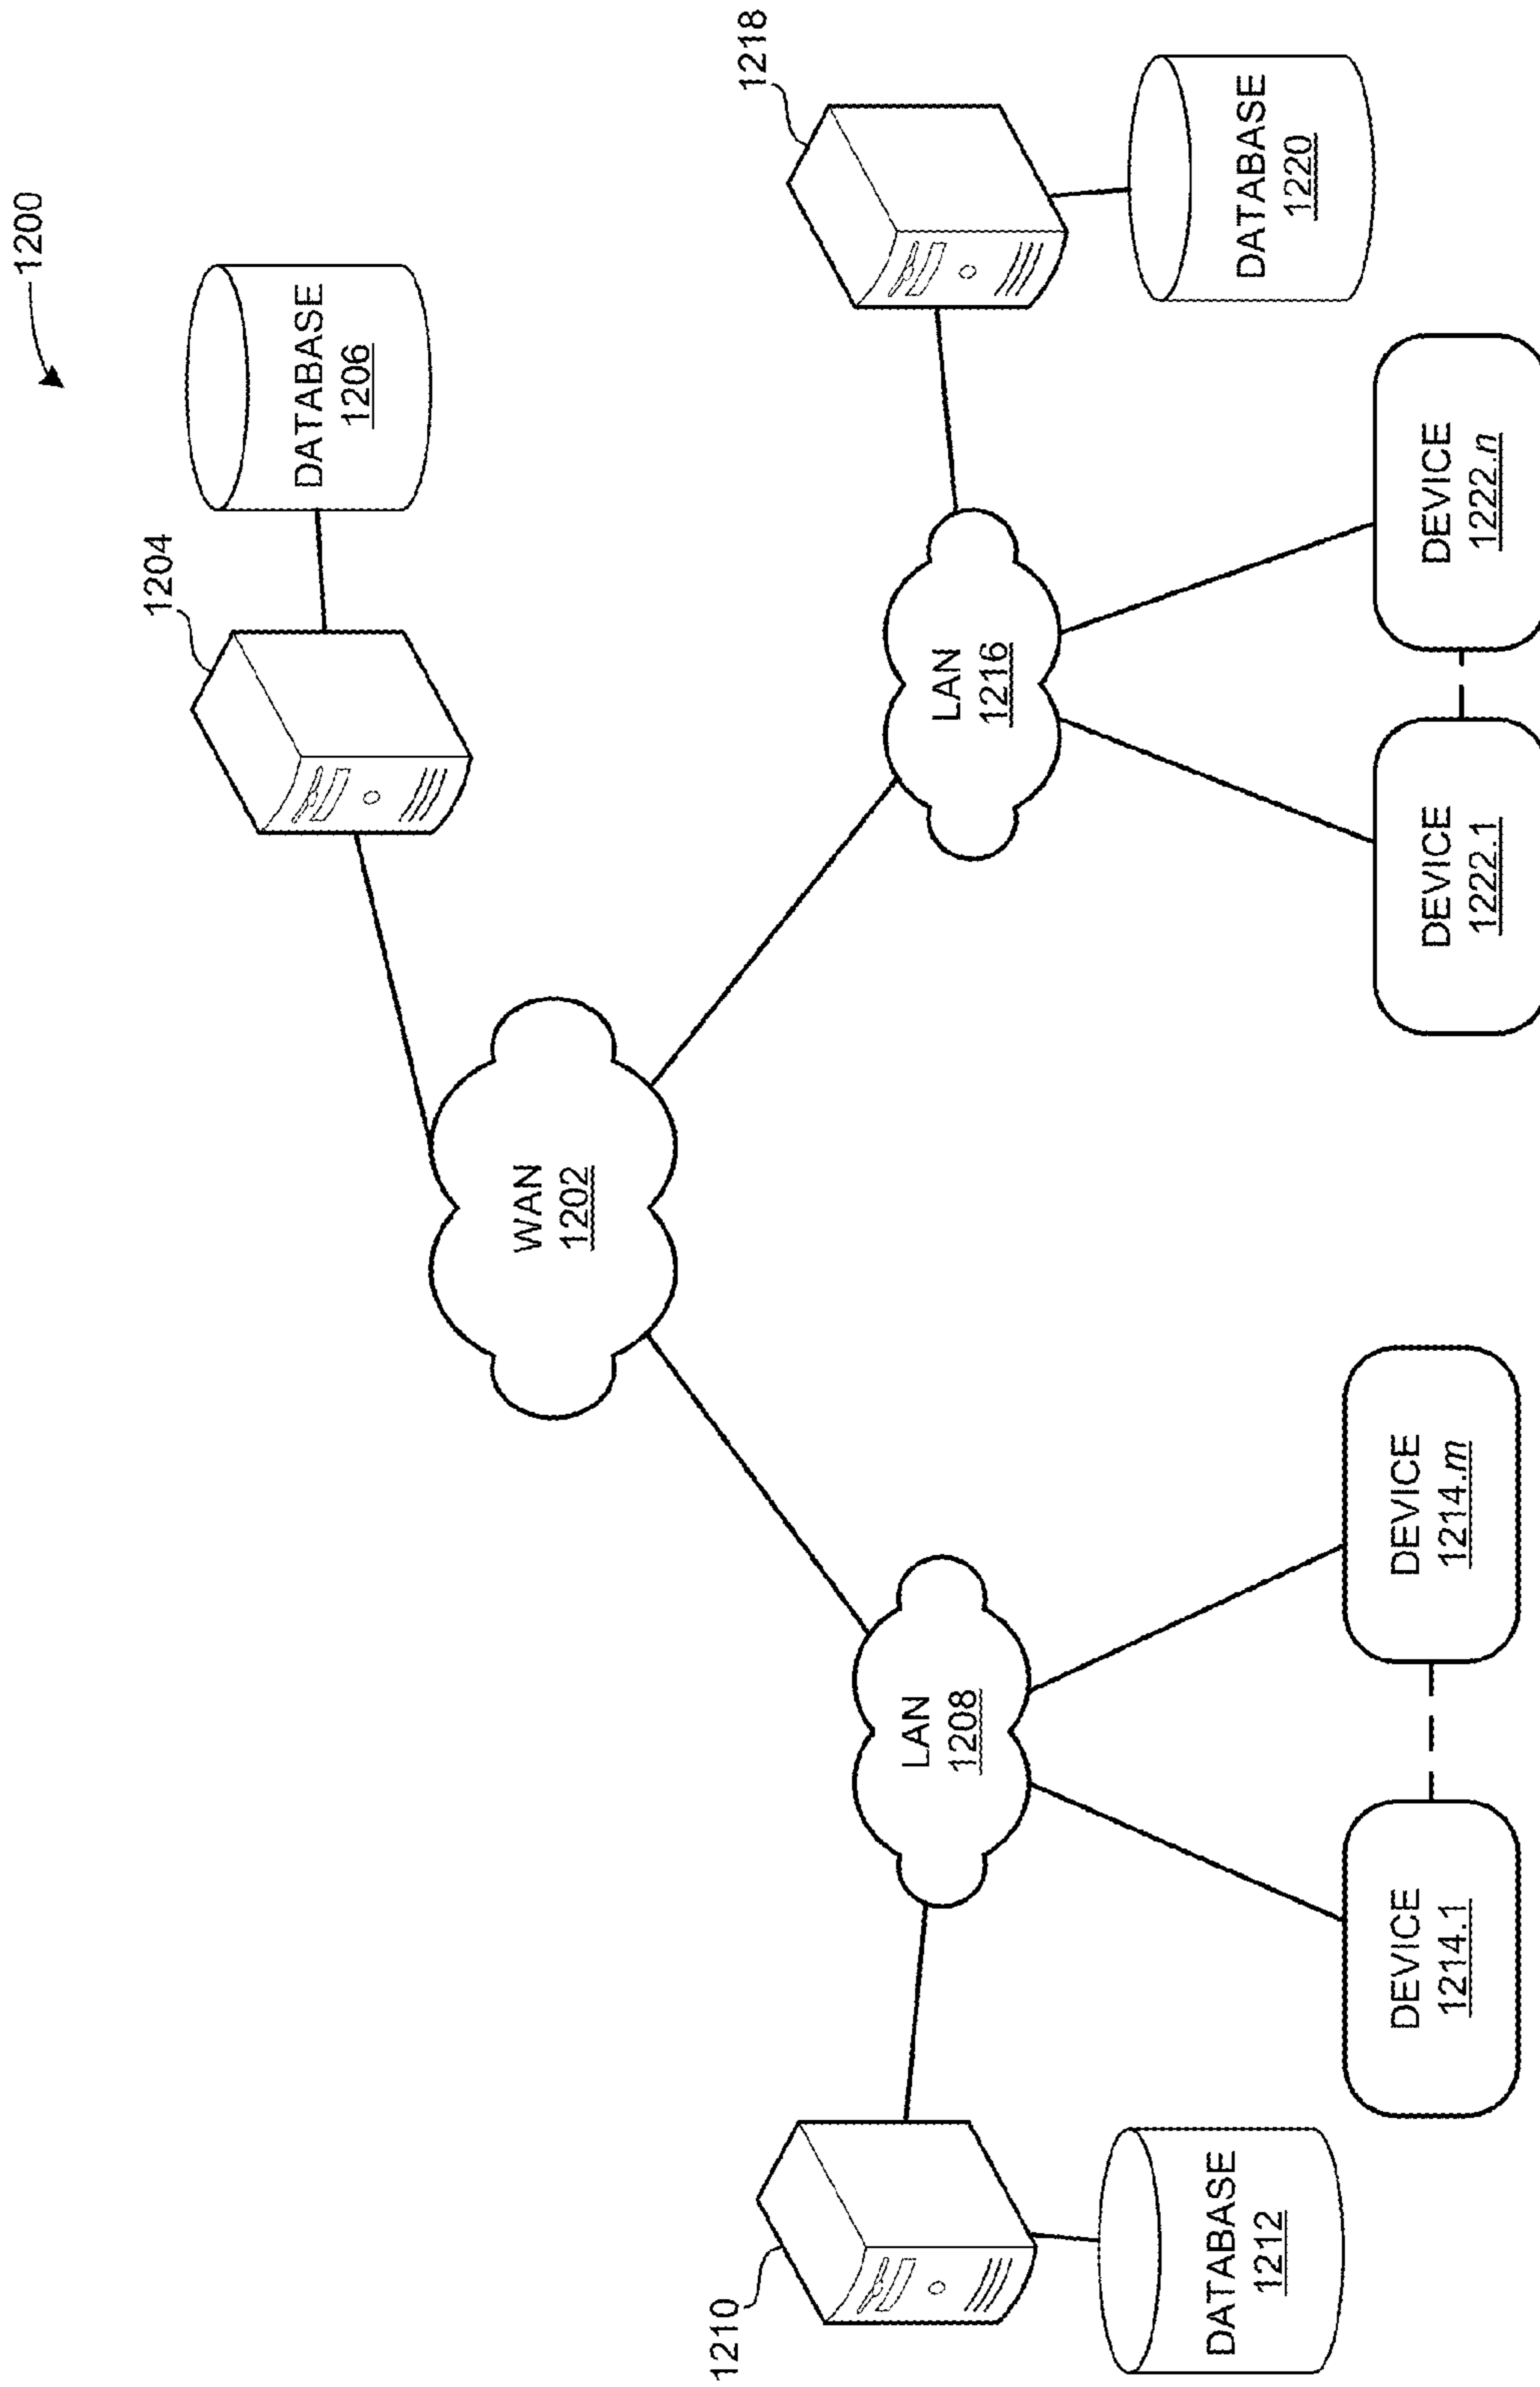 1200
1204
DATABASE
1206
WAN
1202
1218
DATABASE
1220
LAN
1216
DEVICE
1222.1
DEVICE
1222.n
LAN
1208
1210
DATABASE
1212
DEVICE
1214.1
DEVICE
1214.m